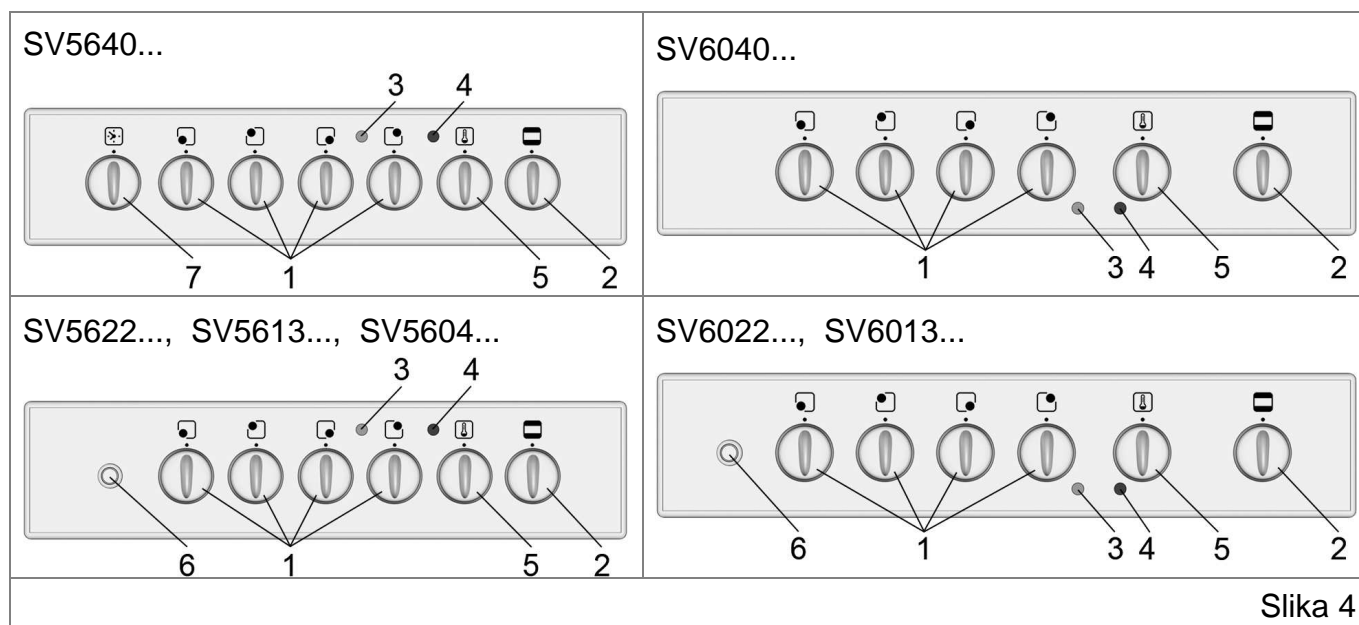 SV5640...
3 4
7 1 5 2
SV6040...
1 3 4 5 2
SV5622..., SV5613..., SV5604...
3 4
6 1 5 2
SV6022..., SV6013...
6 1 3 4 5 2
Slika 4